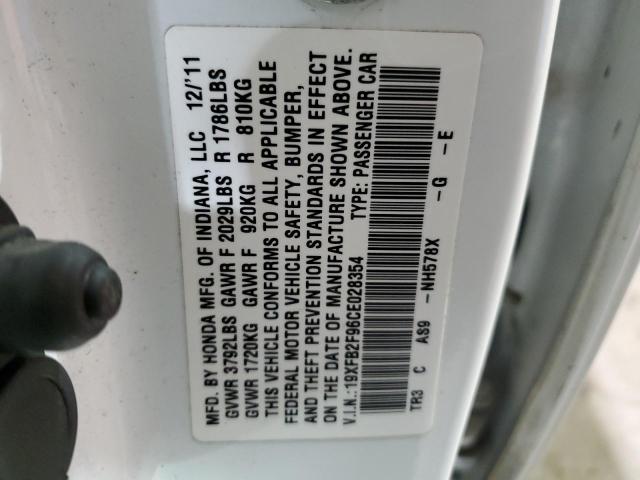 MFD. BY HONDA MFG. OF INDIANA, LLC 12/'11
GVWR 3792LBS GAWR F 2029LBS R 1786LBS
GVWR 1720KG GAWR F 920KG R 810KG
THIS VEHICLE CONFORMS TO ALL APPLICABLE
FEDERAL MOTOR VEHICLE SAFETY, BUMPER,
AND THEFT PREVENTION STANDARDS IN EFFECT
ON THE DATE OF MANUFACTURE SHOWN ABOVE.
V.I.N.:19XFB2F96CE028354 TYPE: PASSENGER CAR
TR3 C AS9 -NH578X -G -E